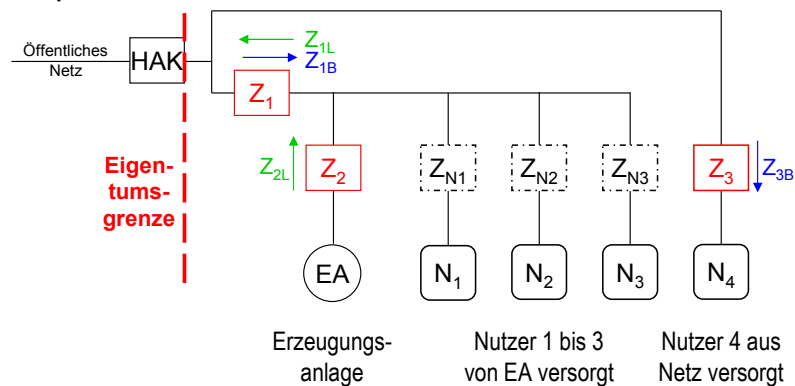 Öffentliches
Netz
HAK
Z1L
Z1B
Z1
Eigen-
tums-
grenze
Z2L
Z2
ZN1
ZN2
ZN3
Z3
Z3B
EA
N1
N2
N3
N4
Erzeugungs-
anlage
Nutzer 1 bis 3
von EA versorgt
Nutzer 4 aus
Netz versorgt